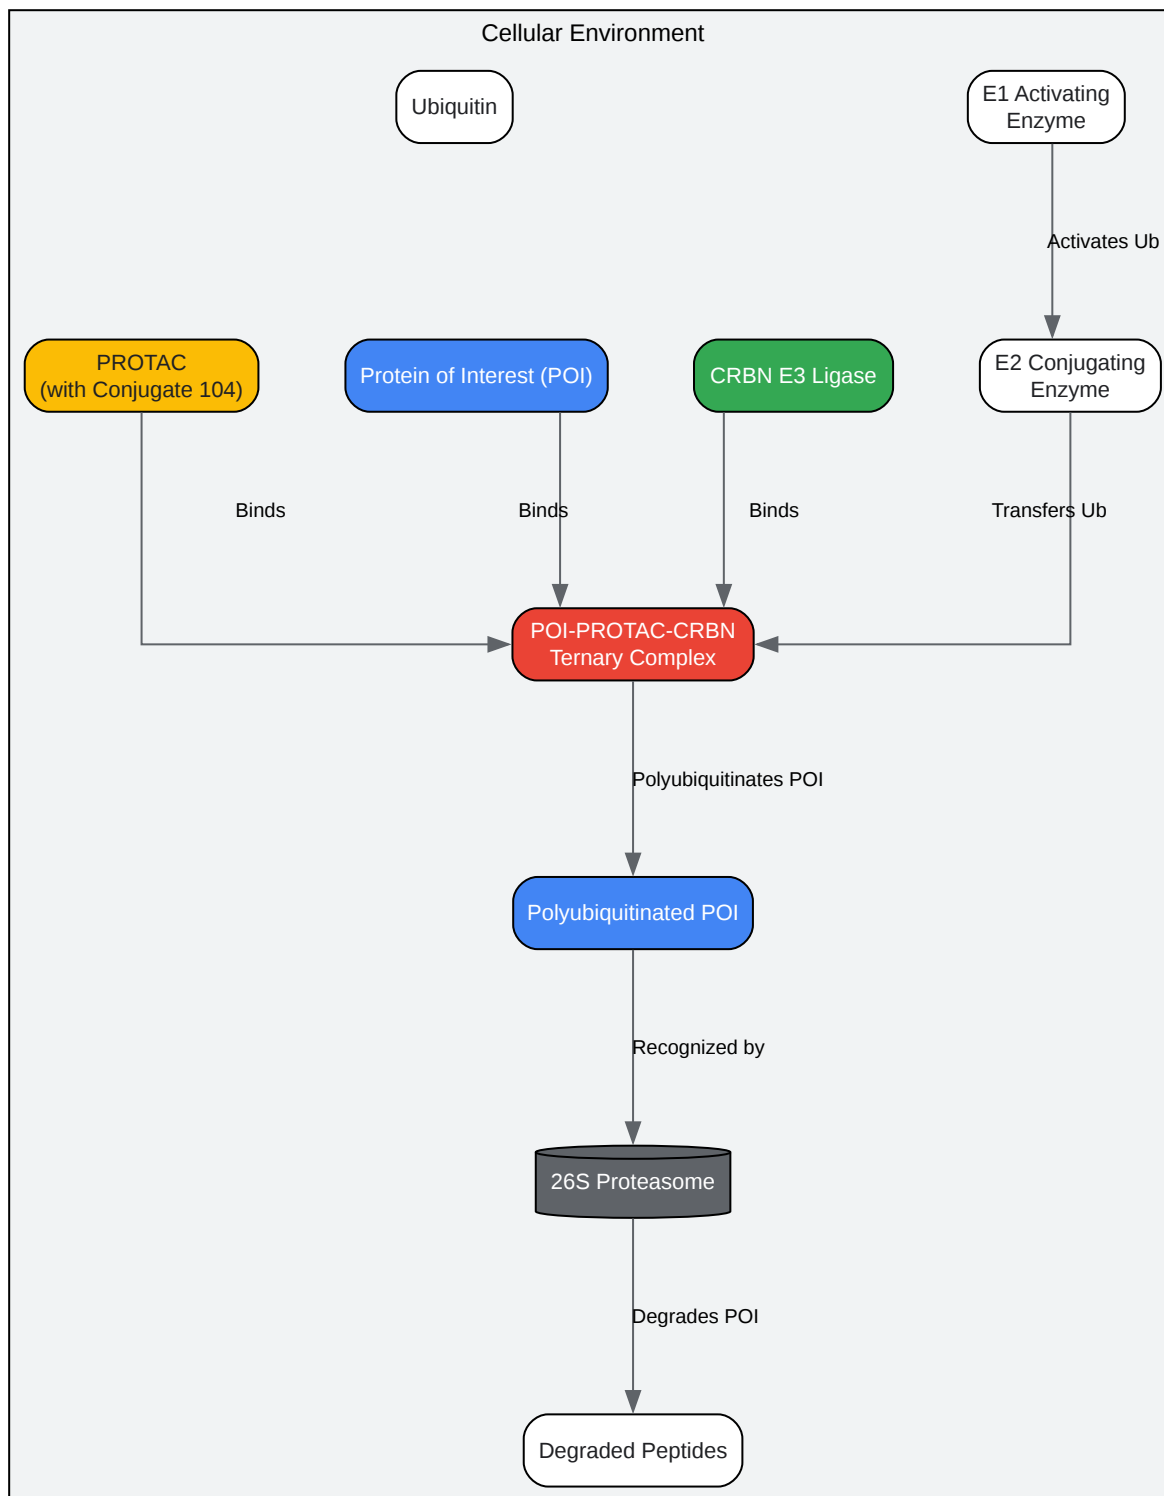 Cellular Environment
Ubiquitin
E1 Activating
Enzyme
Activates Ub
PROTAC
(with Conjugate 104)
Protein of Interest (POI)
CRBN E3 Ligase
E2 Conjugating
Enzyme
Binds
Binds
Binds
Transfers Ub
POI-PROTAC-CRBN
Ternary Complex
Polyubiquitinates POI
Polyubiquitinated POI
Recognized by
26S Proteasome
Degrades POI
Degraded Peptides